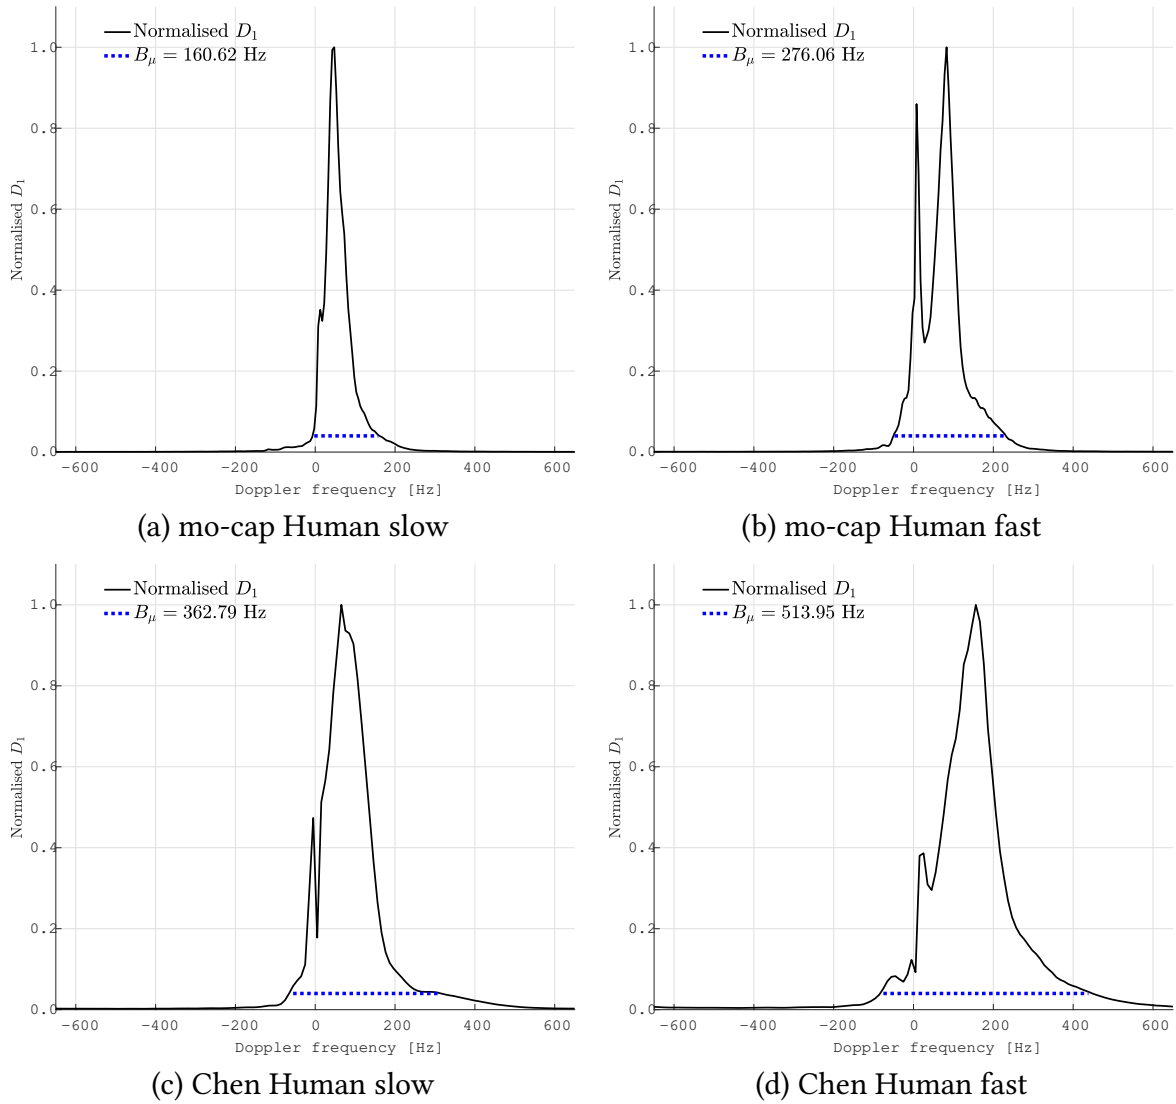 Normalised D₁
B_μ = 160.62 Hz
1.0
0.8
0.6
0.4
0.2
0.0
Normalised D₁
−600 −400 −200 0 200 400 600
Doppler frequency [Hz]
(a) mo-cap Human slow
Normalised D₁
B_μ = 276.06 Hz
1.0
0.8
0.6
0.4
0.2
0.0
Normalised D₁
−600 −400 −200 0 200 400 600
Doppler frequency [Hz]
(b) mo-cap Human fast
Normalised D₁
B_μ = 362.79 Hz
1.0
0.8
0.6
0.4
0.2
0.0
Normalised D₁
−600 −400 −200 0 200 400 600
Doppler frequency [Hz]
(c) Chen Human slow
Normalised D₁
B_μ = 513.95 Hz
1.0
0.8
0.6
0.4
0.2
0.0
Normalised D₁
−600 −400 −200 0 200 400 600
Doppler frequency [Hz]
(d) Chen Human fast